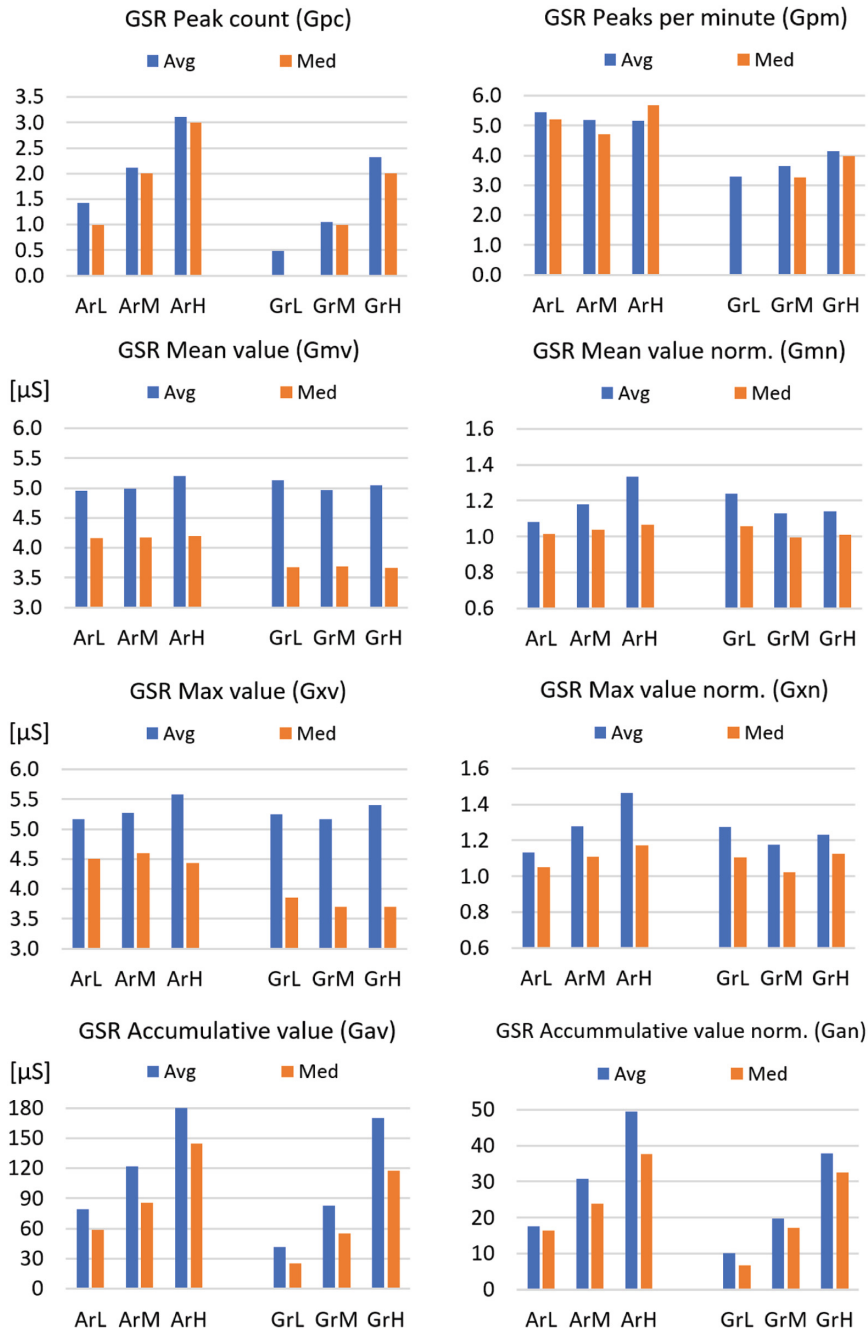 GSR Peak count (Gpc)
Avg Med
3.5
3.0
2.5
2.0
1.5
1.0
0.5
0.0
ArL ArM ArH GrL GrM GrH
GSR Peaks per minute (Gpm)
Avg Med
6.0
5.0
4.0
3.0
2.0
1.0
0.0
ArL ArM ArH GrL GrM GrH
GSR Mean value (Gmv)
[µS]
Avg Med
6.0
5.5
5.0
4.5
4.0
3.5
3.0
ArL ArM ArH GrL GrM GrH
GSR Mean value norm. (Gmn)
Avg Med
1.6
1.4
1.2
1.0
0.8
0.6
ArL ArM ArH GrL GrM GrH
GSR Max value (Gxv)
[µS]
Avg Med
6.0
5.5
5.0
4.5
4.0
3.5
3.0
ArL ArM ArH GrL GrM GrH
GSR Max value norm. (Gxn)
Avg Med
1.6
1.4
1.2
1.0
0.8
0.6
ArL ArM ArH GrL GrM GrH
GSR Accumulative value (Gav)
[µS]
Avg Med
180
150
120
90
60
30
0
ArL ArM ArH GrL GrM GrH
GSR Accummulative value norm. (Gan)
Avg Med
50
40
30
20
10
0
ArL ArM ArH GrL GrM GrH